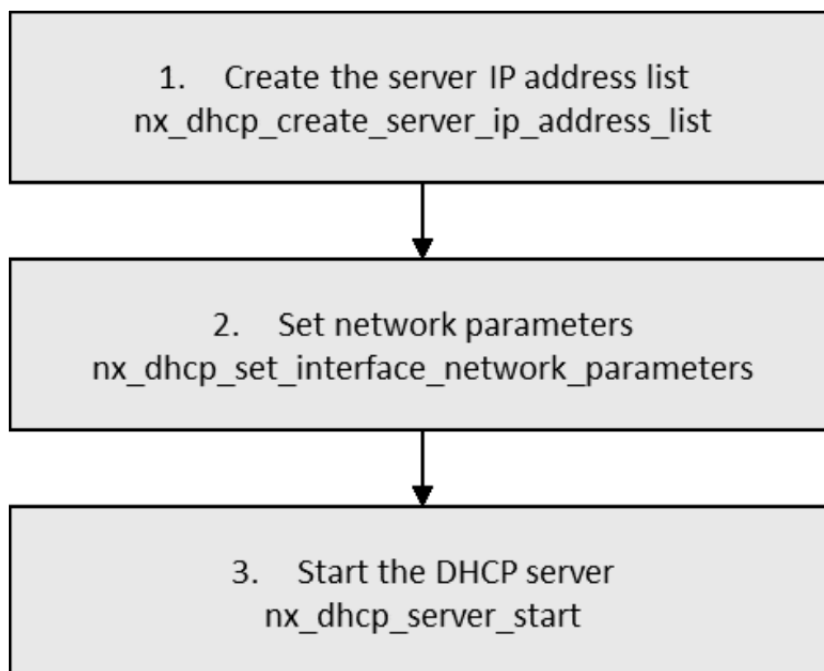 1. Create the server IP address list
nx_dhcp_create_server_ip_address_list
2. Set network parameters
nx_dhcp_set_interface_network_parameters
3. Start the DHCP server
nx_dhcp_server_start